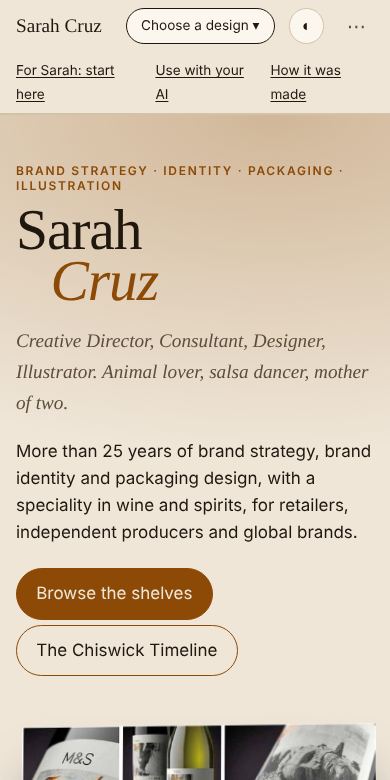 Sarah Cruz
Choose a design ▾
◐
···
For Sarah: start
here
Use with your
AI
How it was
made
BRAND STRATEGY · IDENTITY · PACKAGING ·
ILLUSTRATION
Sarah
Cruz
Creative Director, Consultant, Designer,
Illustrator. Animal lover, salsa dancer, mother
of two.
More than 25 years of brand strategy, brand
identity and packaging design, with a
speciality in wine and spirits, for retailers,
independent producers and global brands.
Browse the shelves
The Chiswick Timeline
M&S